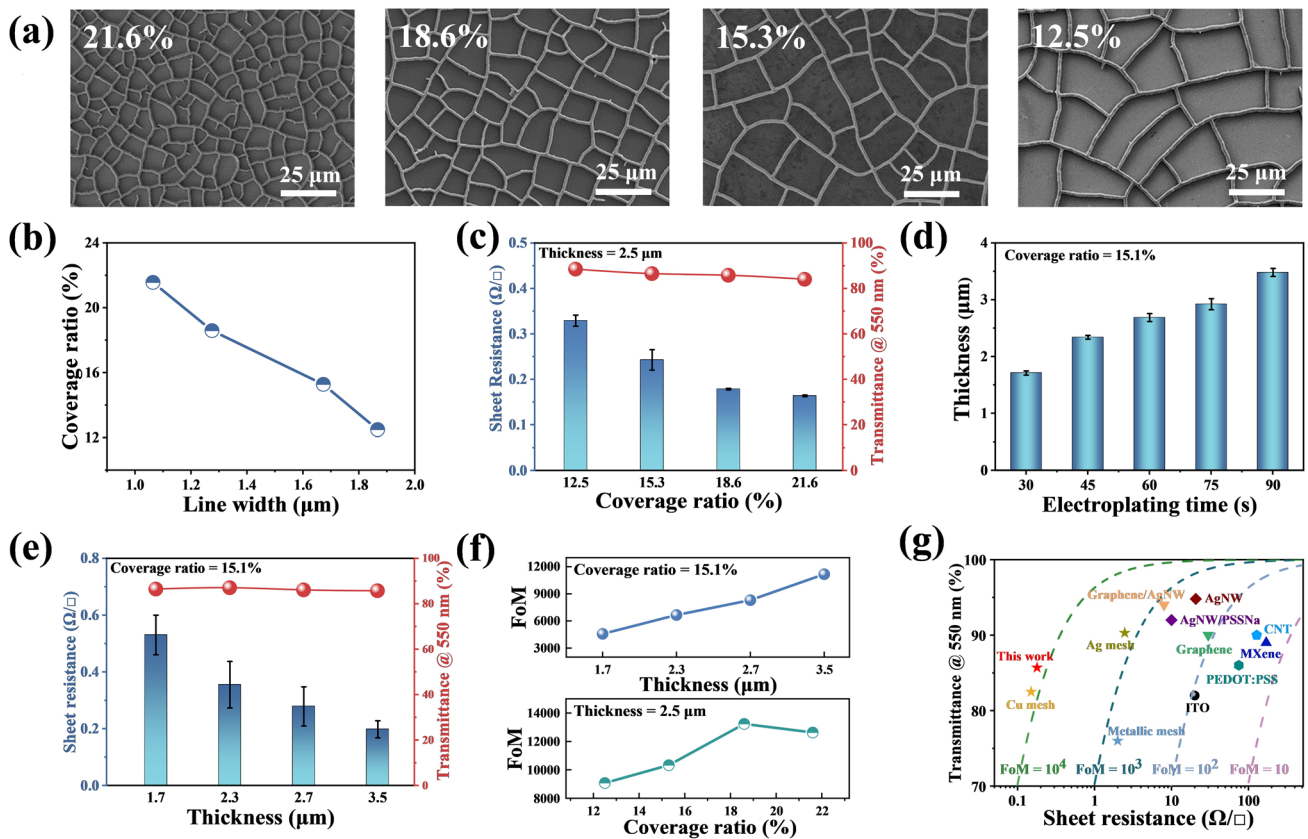 (a)
21.6%
25 μm
18.6%
25 μm
15.3%
25 μm
12.5%
25 μm
(b)
Coverage ratio (%)
24
20
16
12
1.0 1.2 1.4 1.6 1.8 2.0
Line width (μm)
(c)
Thickness = 2.5 μm
Sheet Resistance (Ω/□)
0.5
0.4
0.3
0.2
0.1
0.0
Transmittance @ 550 nm (%)
100
80
60
40
20
0
12.5 15.3 18.6 21.6
Coverage ratio (%)
(d)
Coverage ratio = 15.1%
Thickness (μm)
4
3
2
1
0
30 45 60 75 90
Electroplating time (s)
(e)
Coverage ratio = 15.1%
Sheet resistance (Ω/□)
0.8
0.6
0.4
0.2
0.0
Transmittance @ 550 nm (%)
100
80
60
40
20
0
1.7 2.3 2.7 3.5
Thickness (μm)
(f)
Coverage ratio = 15.1%
FoM
12000
9000
6000
3000
1.7 2.3 2.7 3.5
Thickness (μm)
Thickness = 2.5 μm
FoM
14000
12000
10000
8000
12 14 16 18 20 22
Coverage ratio (%)
(g)
Transmittance @ 550 nm (%)
100
90
80
70
Graphene/AgNW
AgNW
AgNW/PSSNa
Ag mesh
Graphene
CNT
MXene
This work
PEDOT:PSS
Cu mesh
ITO
Metallic mesh
FoM = 10⁴ FoM = 10³ FoM = 10² FoM = 10
0.1 1 10 100
Sheet resistance (Ω/□)